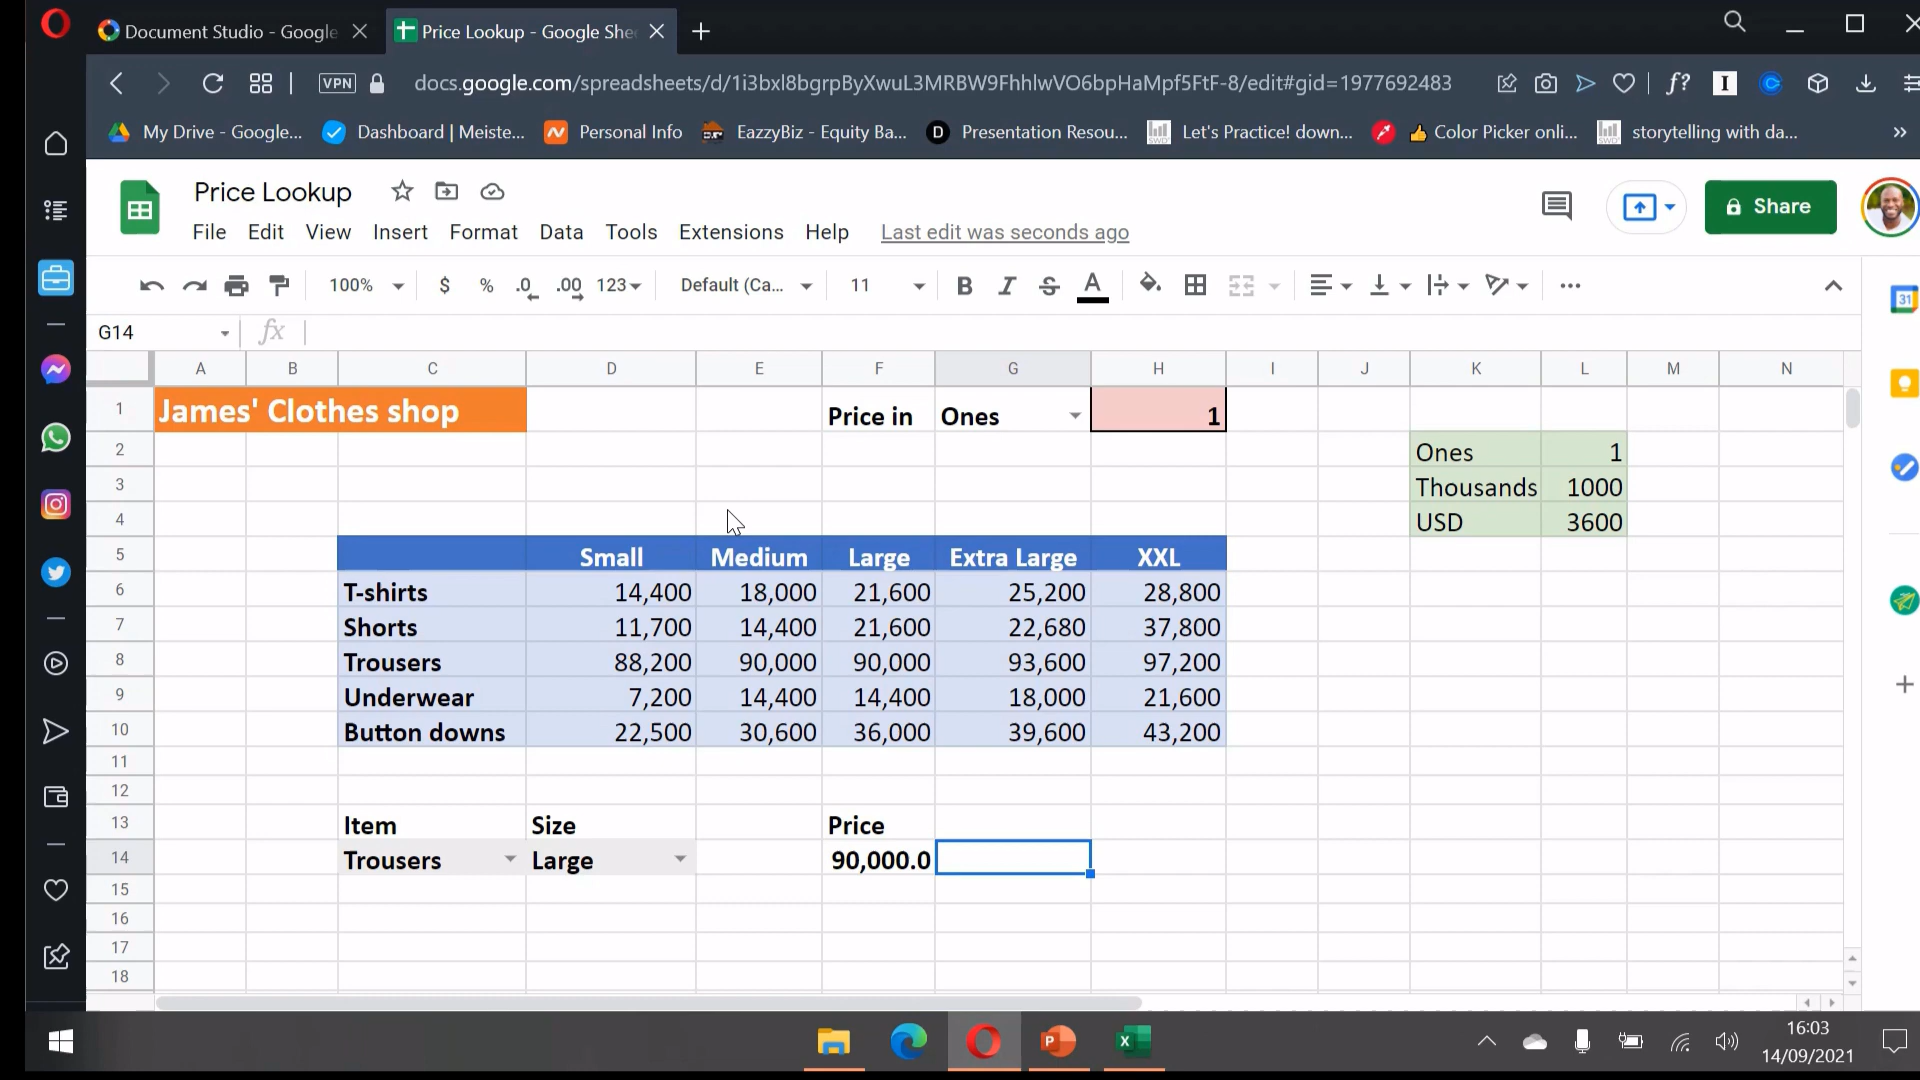 Document Studio - Google
Price Lookup - Google She
VPN
docs.google.com/spreadsheets/d/1i3bxl8bgrpByXwuL3MRBW9FhhlwVO6bpHaMpf5FtF-8/edit#gid=1977692483
f?
I
My Drive - Google...
Dashboard | Meiste...
Personal Info
EazzyBiz - Equity Ba...
D
Presentation Resou...
Let's Practice! down...
Color Picker onli...
storytelling with da...
Price Lookup
Share
File Edit View Insert Format Data Tools Extensions Help Last edit was seconds ago
100% $ % .0 .00 123 Default (Ca... 11 B I S A
31
G14 fx
A B C D E F G H I J K L M N
1 James' Clothes shop Price in Ones 1
2 Ones 1
3 Thousands 1000
4 USD 3600
5 Small Medium Large Extra Large XXL
6 T-shirts 14,400 18,000 21,600 25,200 28,800
7 Shorts 11,700 14,400 21,600 22,680 37,800
8 Trousers 88,200 90,000 90,000 93,600 97,200
9 Underwear 7,200 14,400 14,400 18,000 21,600
10 Button downs 22,500 30,600 36,000 39,600 43,200
11
12
13 Item Size Price
14 Trousers Large 90,000.0
15
16
17
18
16:03
14/09/2021